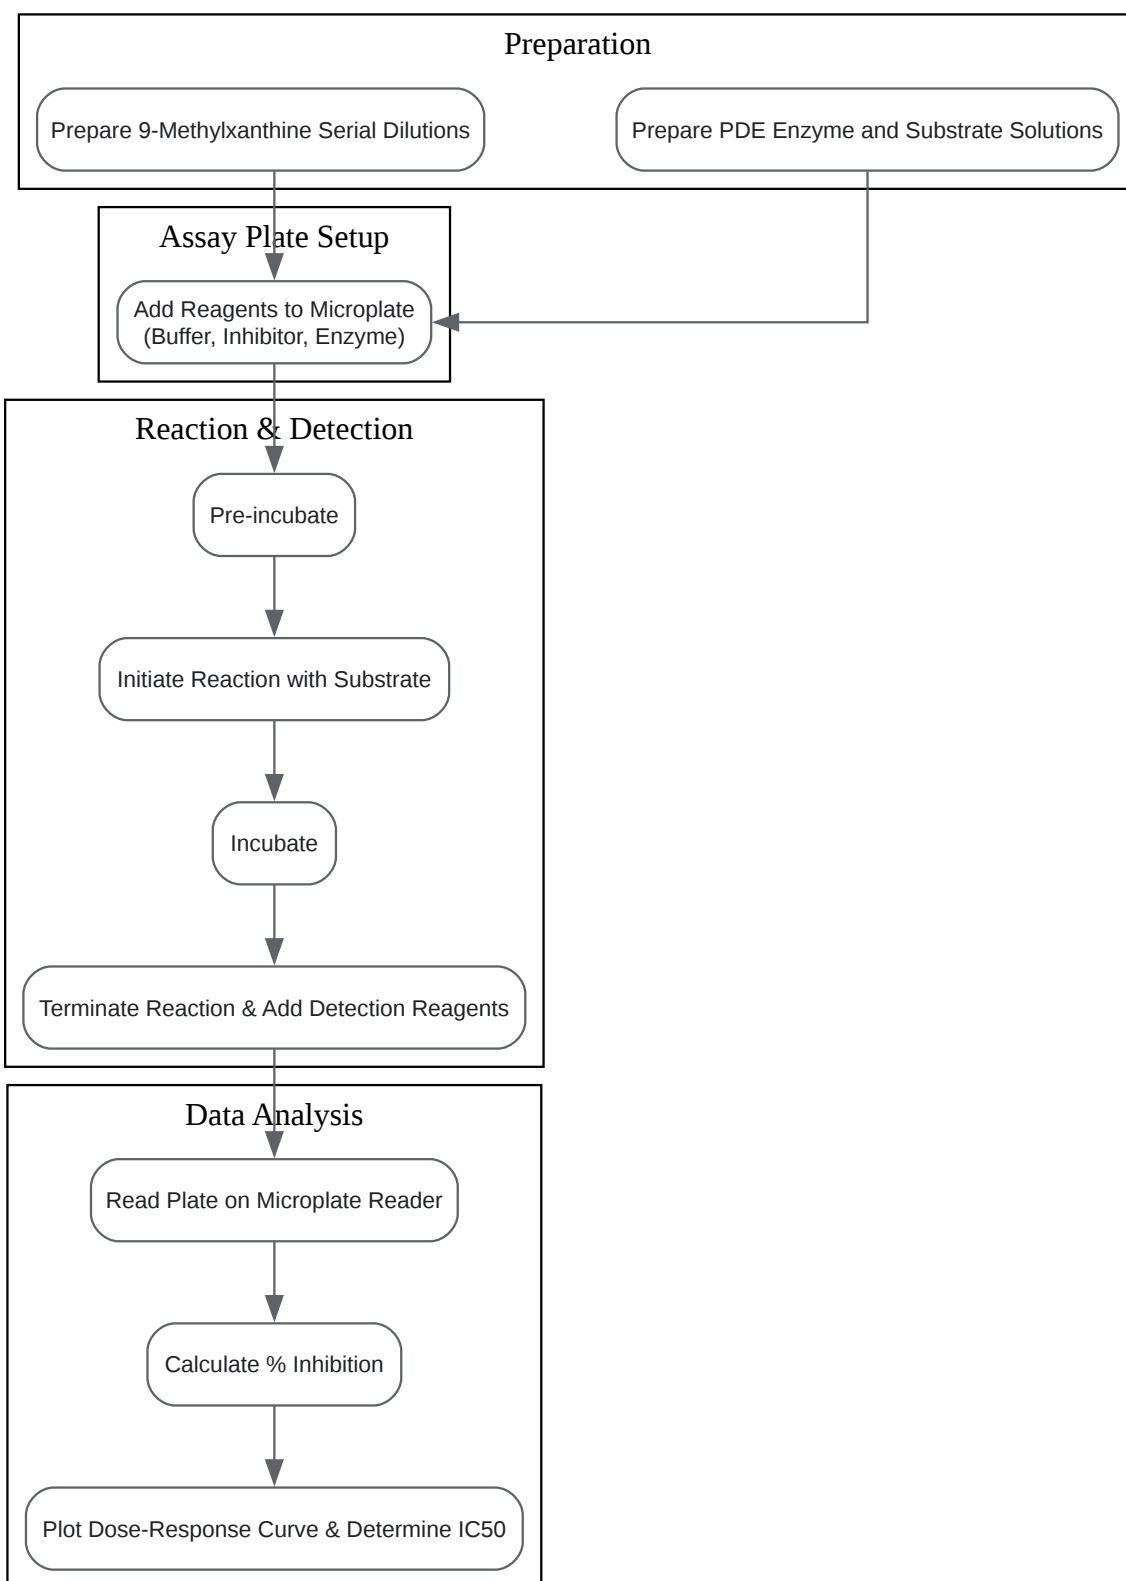 Preparation
Prepare 9-Methylxanthine Serial Dilutions
Prepare PDE Enzyme and Substrate Solutions
Assay Plate Setup
Add Reagents to Microplate
(Buffer, Inhibitor, Enzyme)
Reaction & Detection
Pre-incubate
Initiate Reaction with Substrate
Incubate
Terminate Reaction & Add Detection Reagents
Data Analysis
Read Plate on Microplate Reader
Calculate % Inhibition
Plot Dose-Response Curve & Determine IC50